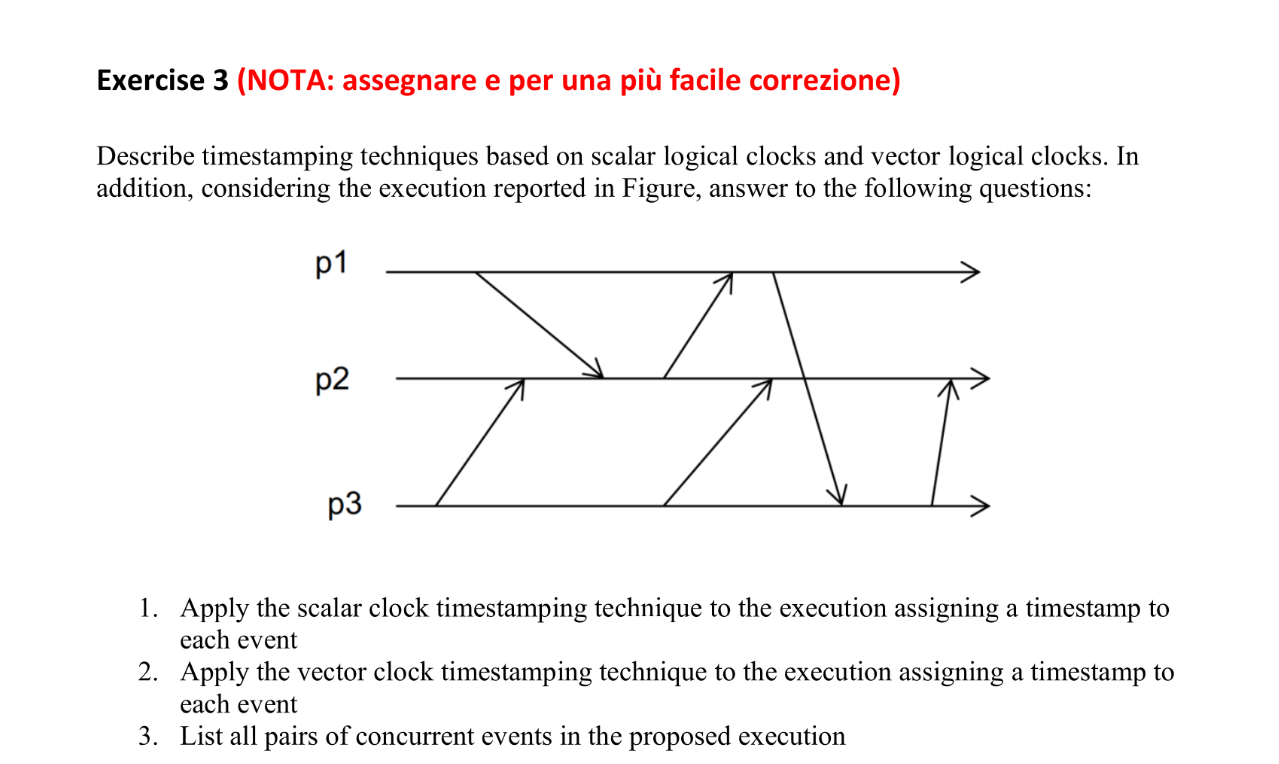 Exercise 3 (NOTA: assegnare e per una più facile correzione)
Describe timestamping techniques based on scalar logical clocks and vector logical clocks. In
addition, considering the execution reported in Figure, answer to the following questions:
p1
p2
p3
1. Apply the scalar clock timestamping technique to the execution assigning a timestamp to
each event
2. Apply the vector clock timestamping technique to the execution assigning a timestamp to
each event
3. List all pairs of concurrent events in the proposed execution